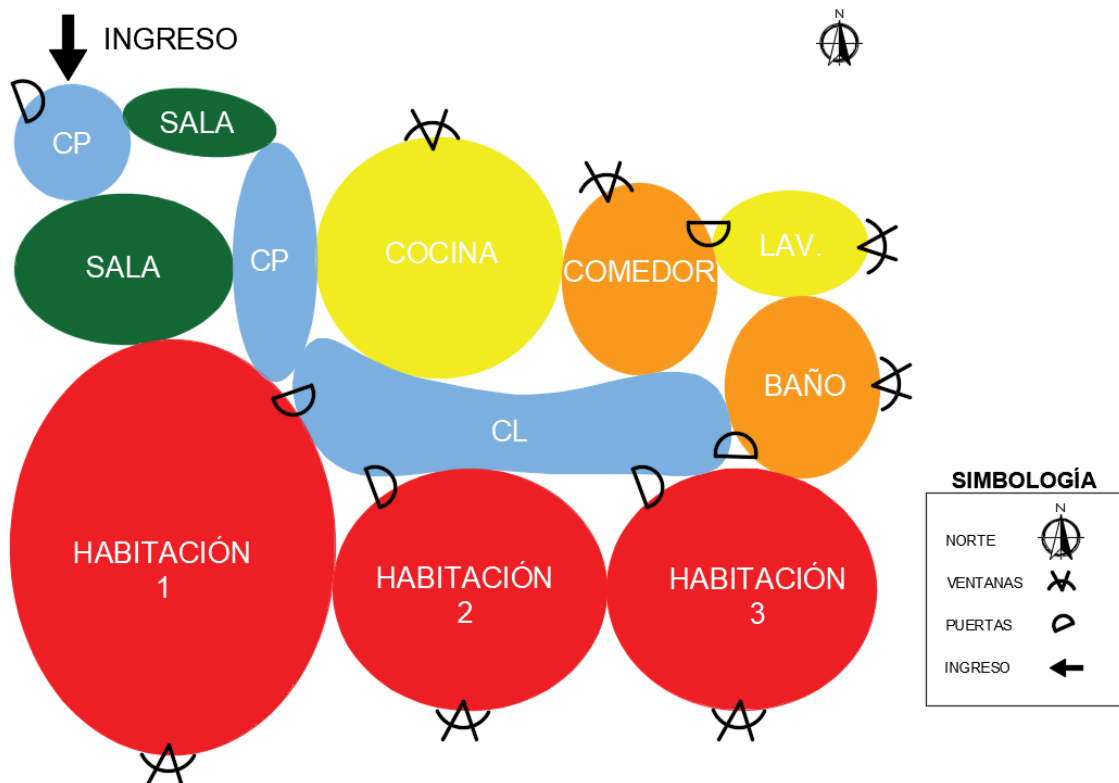 N
INGRESO
CP
SALA
SALA
CP
COCINA
COMEDOR
LAV.
BAÑO
CL
HABITACIÓN
1
HABITACIÓN
2
HABITACIÓN
3
SIMBOLOGÍA
N
NORTE
VENTANAS
PUERTAS
INGRESO